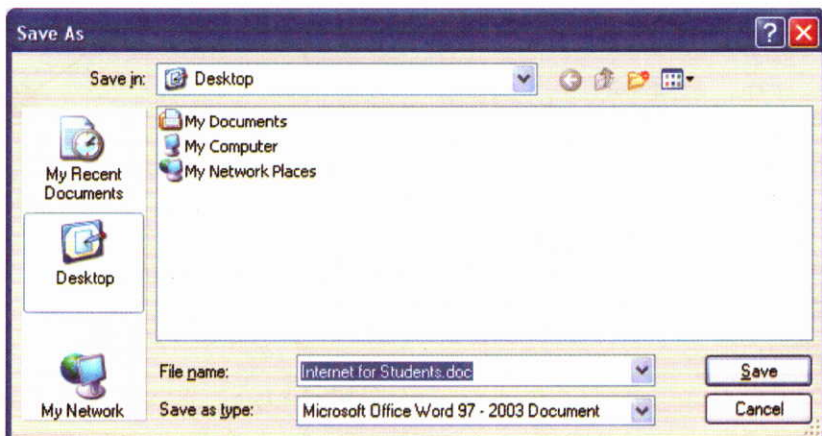 Save As
Save in: Desktop
My Documents
My Computer
My Network Places
My Recent
Documents
Desktop
My Network
File name: Internet for Students.doc Save
Save as type: Microsoft Office Word 97 - 2003 Document Cancel